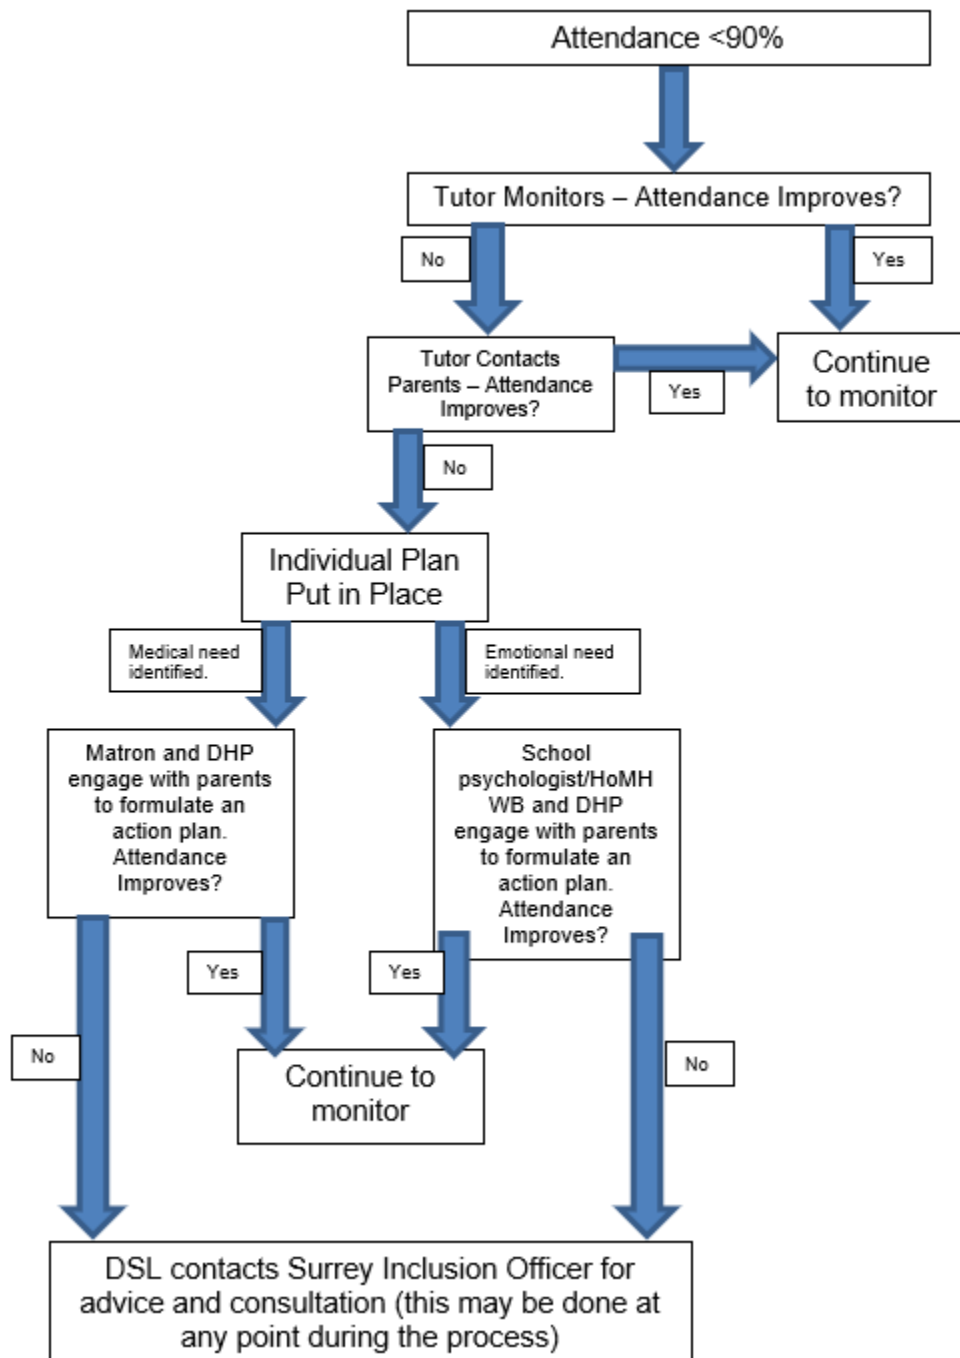 Attendance <90%
Tutor Monitors – Attendance Improves?
No
Yes
Tutor Contacts
Parents – Attendance
Improves?
Yes
Continue
to monitor
No
Individual Plan
Put in Place
Medical need
identified.
Emotional need
identified.
Matron and DHP
engage with parents
to formulate an
action plan.
Attendance
Improves?
School
psychologist/HoMH
WB and DHP
engage with parents
to formulate an
action plan.
Attendance
Improves?
Yes
Yes
No
No
Continue to
monitor
DSL contacts Surrey Inclusion Officer for
advice and consultation (this may be done at
any point during the process)